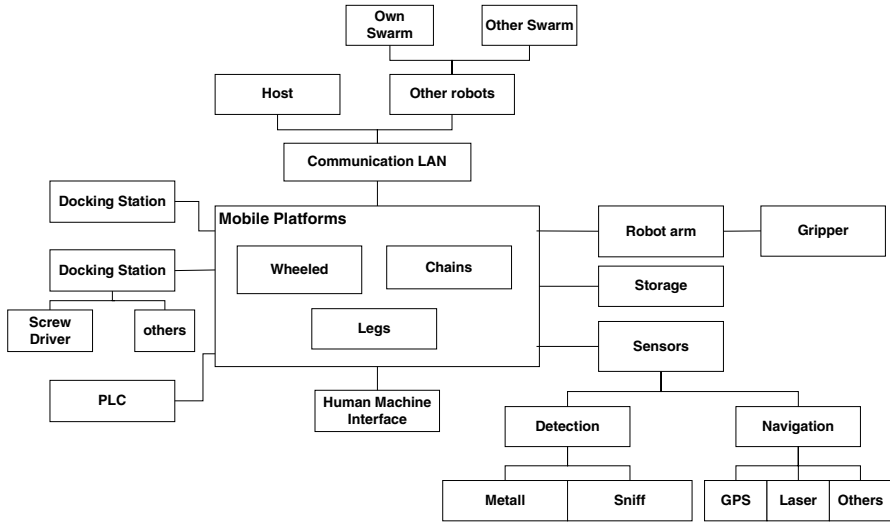 Own
Swarm
Other Swarm
Host
Other robots
Communication LAN
Docking Station
Mobile Platforms
Robot arm
Gripper
Docking Station
Wheeled
Chains
Storage
Screw
Driver
others
Legs
Sensors
PLC
Human Machine
Interface
Detection
Navigation
Metall
Sniff
GPS
Laser
Others